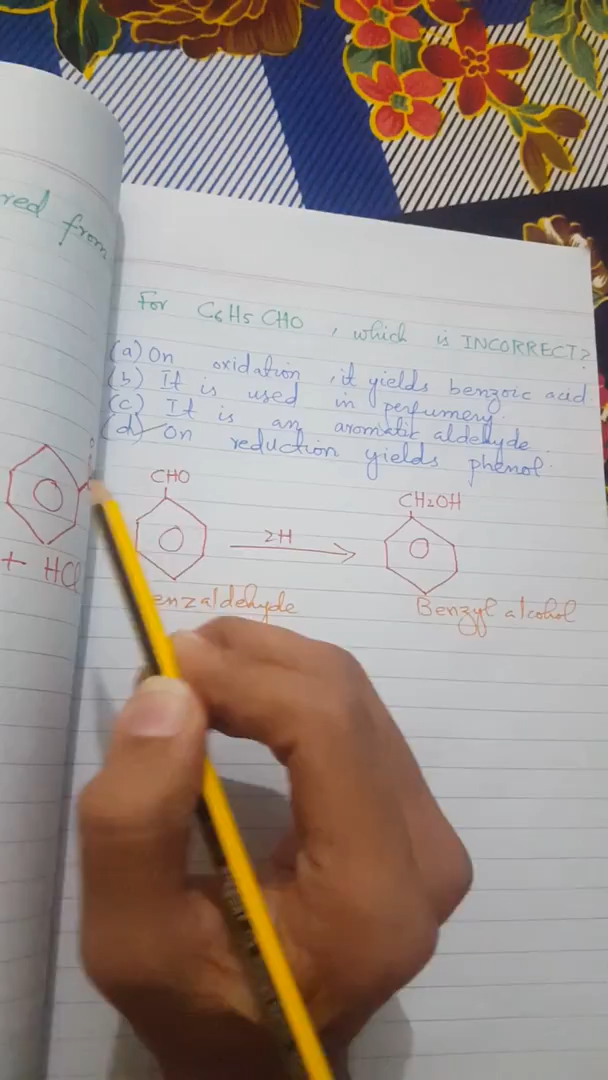 red from
For C6H5 CHO , which is INCORRECT?
(a) On oxidation , it yields benzoic acid
(b) It is used in perfumery.
(c) It is an aromatic aldehyde.
(d) On reduction yields phenol.
CHO
2H
CH2OH
+ HCl
enzaldehyde
Benzyl alcohol